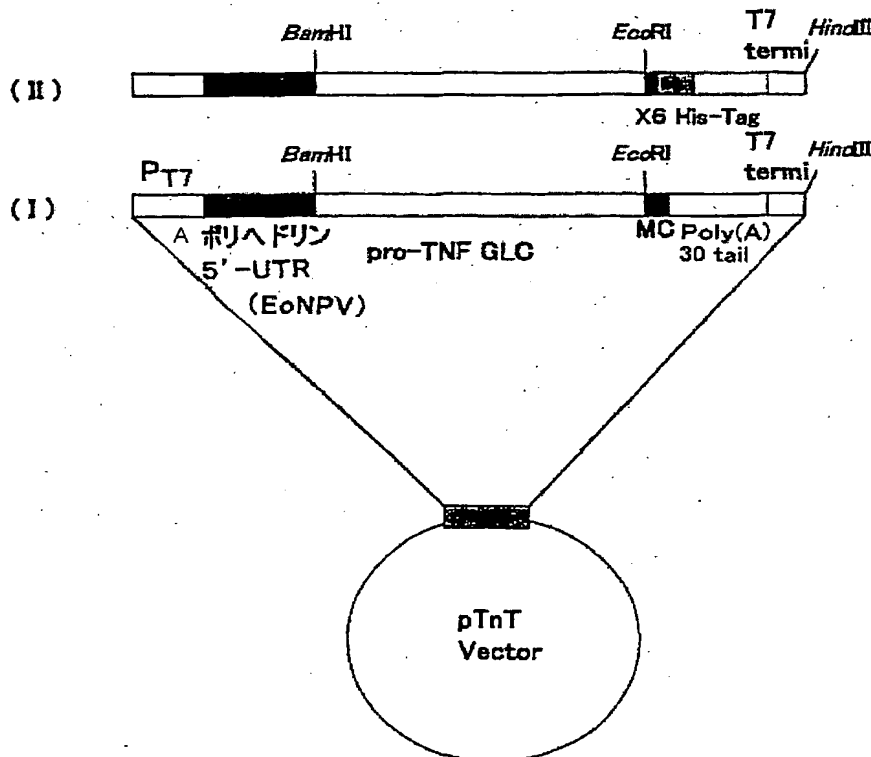 BamHI
EcoRI
T7
termi
HindIII
(II)
X6 His-Tag
BamHI
EcoRI
T7
termi
HindIII
PT7
(I)
A ポリヘドリン
5'-UTR
(EoNPV)
pro-TNF GLC
MC
Poly(A)
30 tail
pTnT
Vector